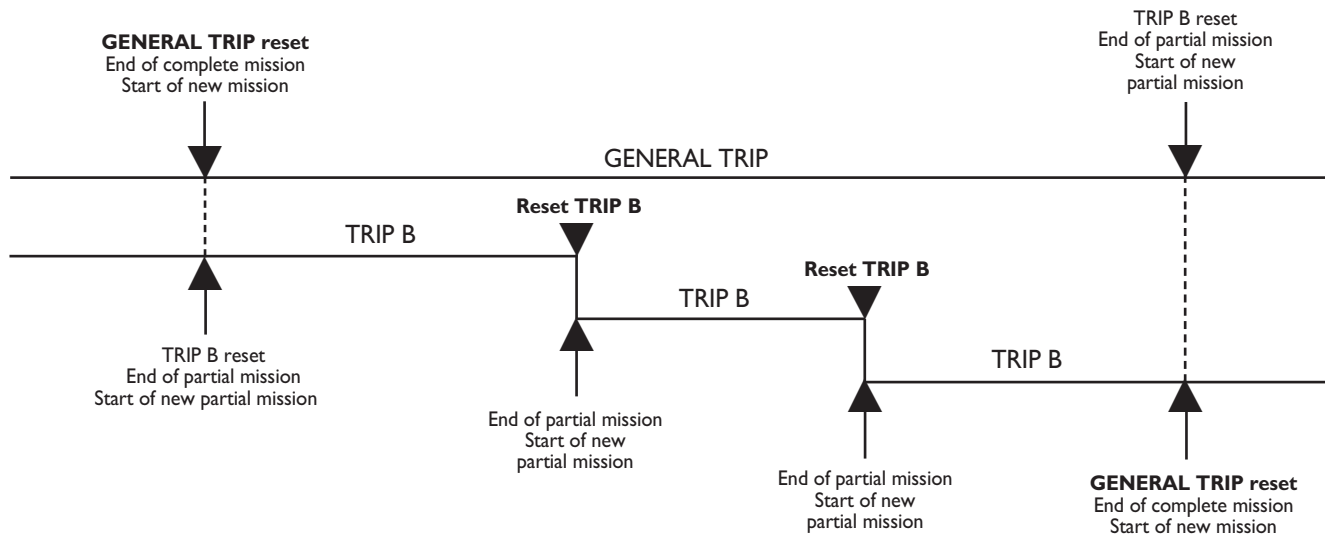 GENERAL TRIP reset
End of complete mission
Start of new mission
TRIP B reset
End of partial mission
Start of new
partial mission
GENERAL TRIP
Reset TRIP B
TRIP B
Reset TRIP B
TRIP B
TRIP B
TRIP B reset
End of partial mission
Start of new partial mission
End of partial mission
Start of new
partial mission
End of partial mission
Start of new
partial mission
GENERAL TRIP reset
End of complete mission
Start of new mission